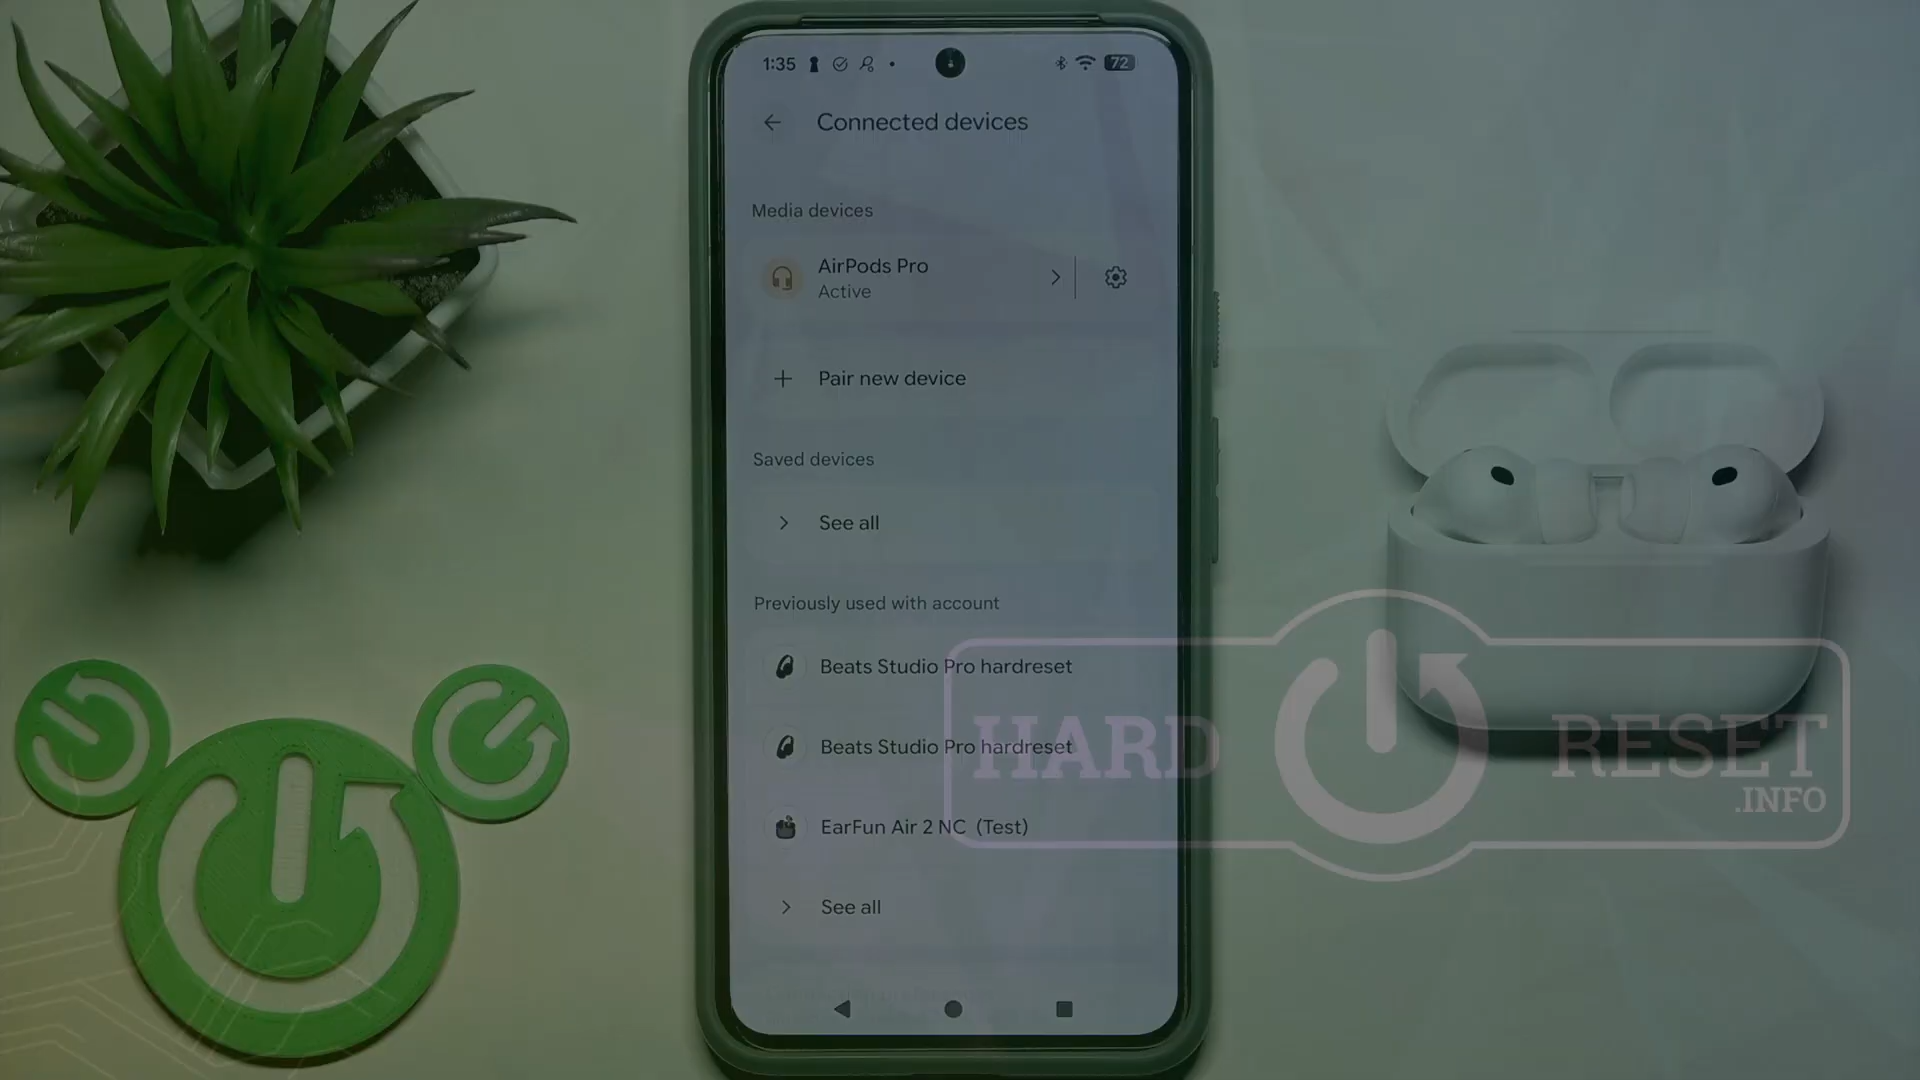 1:35
72
Connected devices
Media devices
AirPods Pro
Active
Pair new device
Saved devices
See all
Previously used with account
Beats Studio Pro hardreset
Beats Studio Pro hardreset
EarFun Air 2 NC (Test)
See all
HARD RESET
.INFO